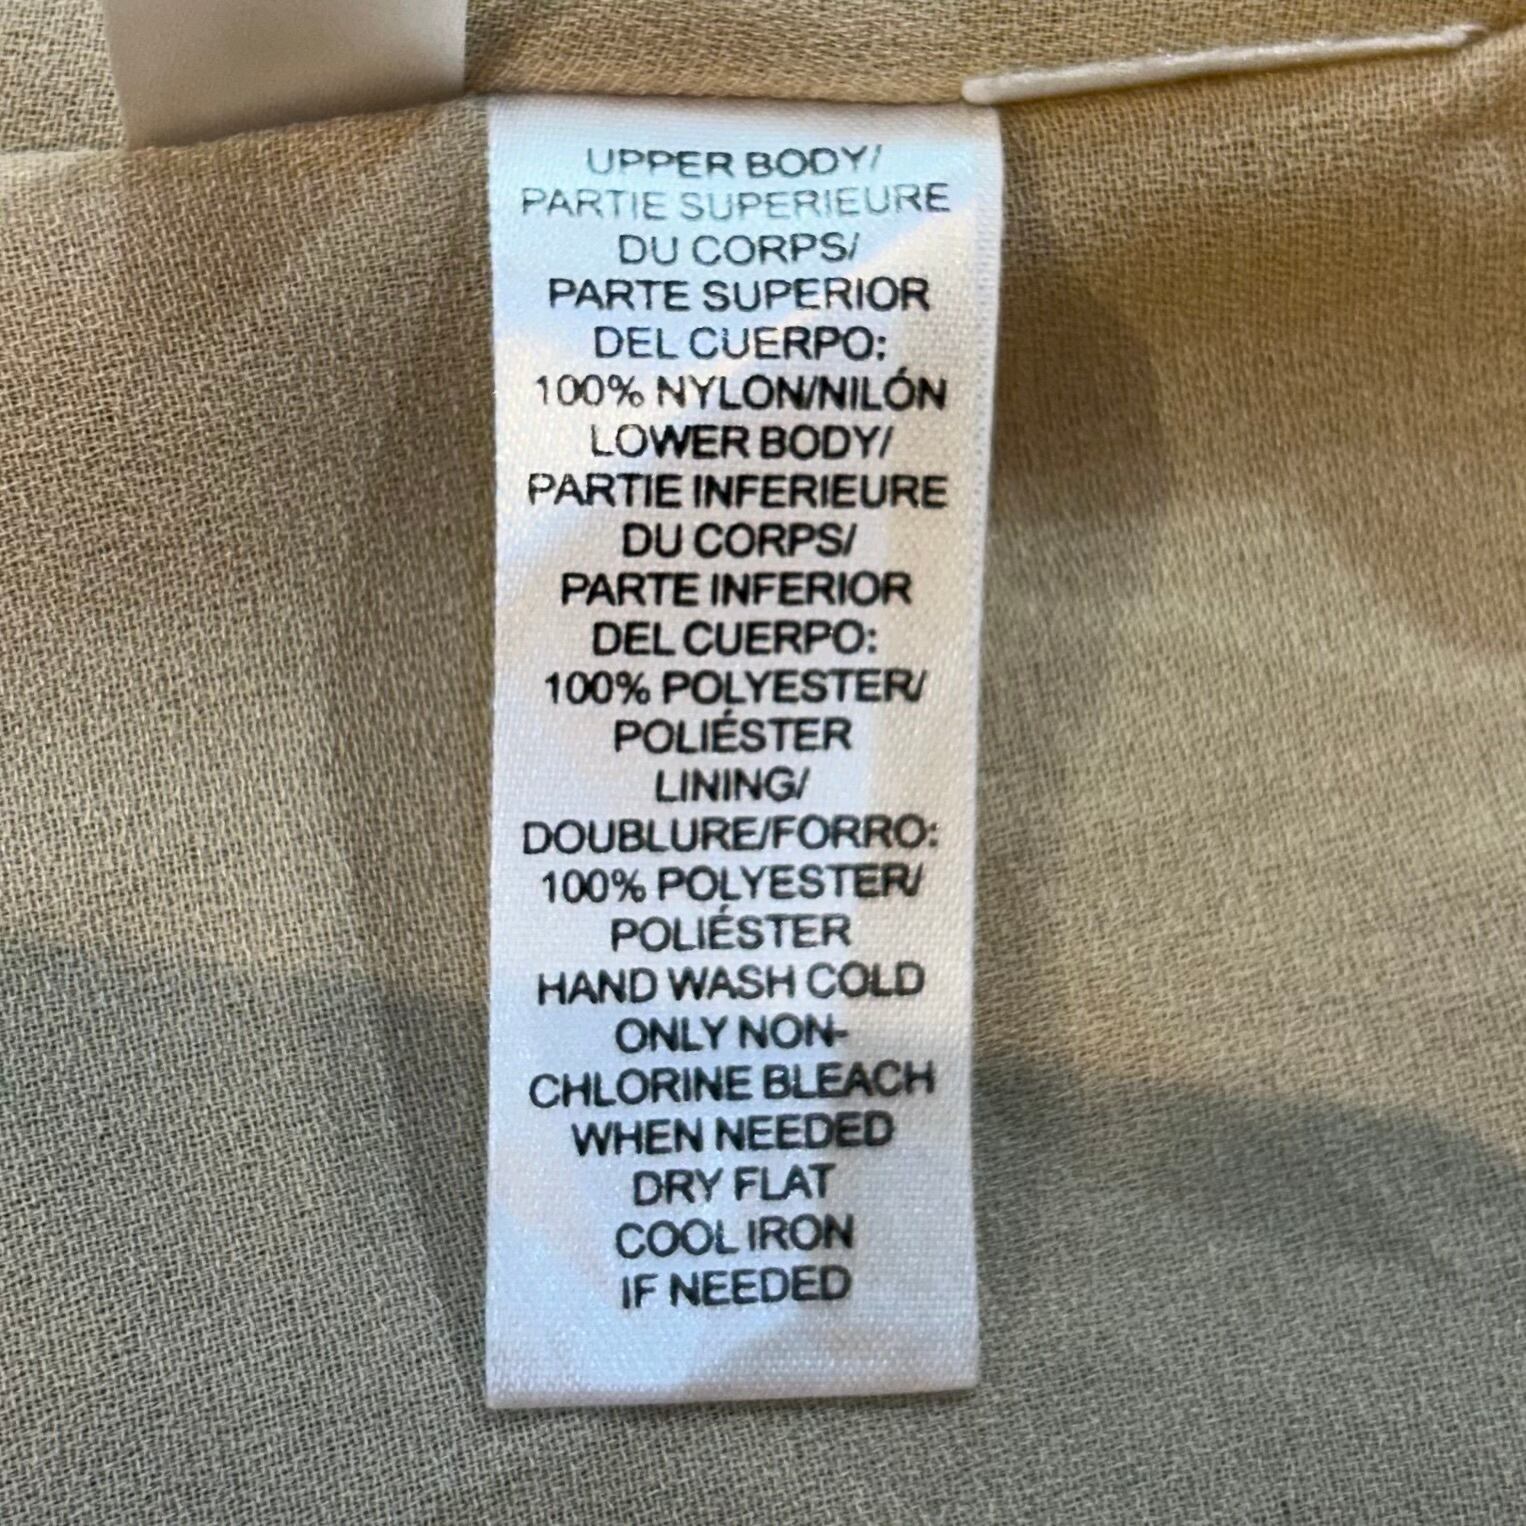 UPPER BODY/
PARTIE SUPERIEURE
DU CORPS/
PARTE SUPERIOR
DEL CUERPO:
100% NYLON/NILÓN
LOWER BODY/
PARTIE INFERIEURE
DU CORPS/
PARTE INFERIOR
DEL CUERPO:
100% POLYESTER/
POLIÉSTER
LINING/
DOUBLURE/FORRO:
100% POLYESTER/
POLIÉSTER
HAND WASH COLD
ONLY NON-
CHLORINE BLEACH
WHEN NEEDED
DRY FLAT
COOL IRON
IF NEEDED